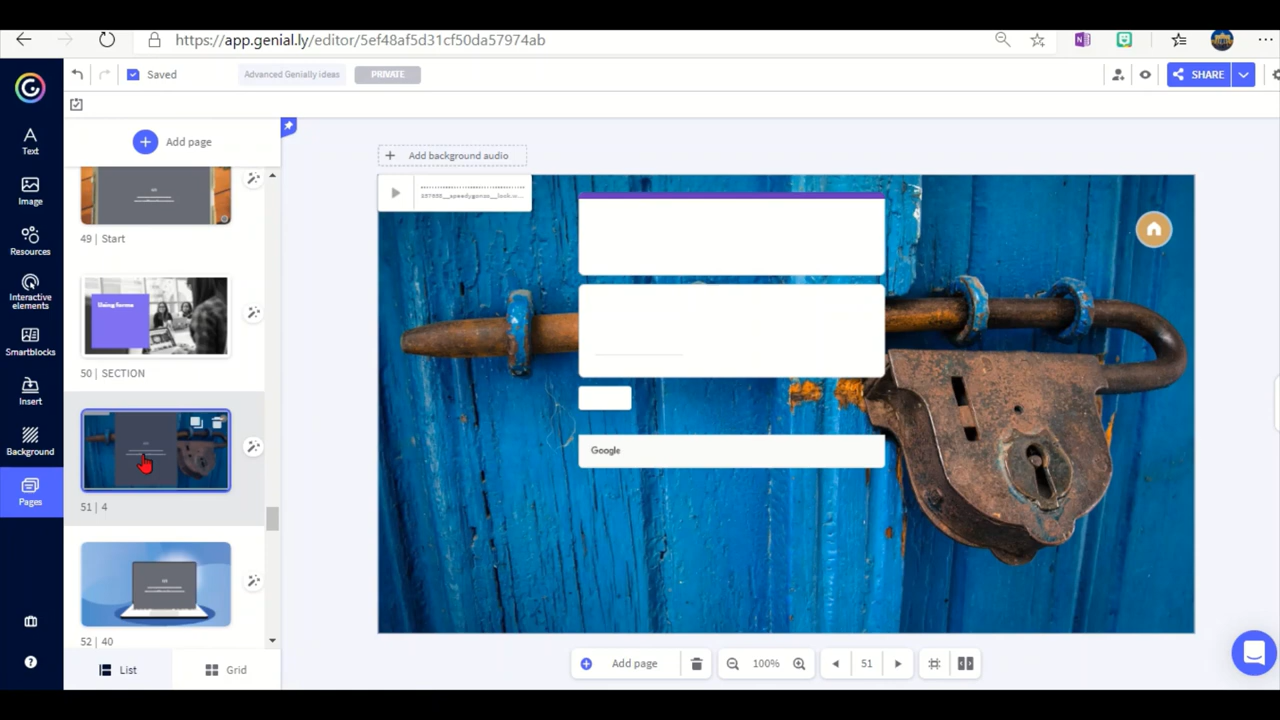 https://app.genial.ly/editor/5ef48af5d31cf50da57974ab
Saved
Advanced Genially ideas
PRIVATE
SHARE
Text
Image
Resources
Interactive
elements
Smartblocks
Insert
Background
Pages
Add page
49 | Start
Using forms
50 | SECTION
51 | 4
52 | 40
List
Grid
Add background audio
Google
Add page
100%
51